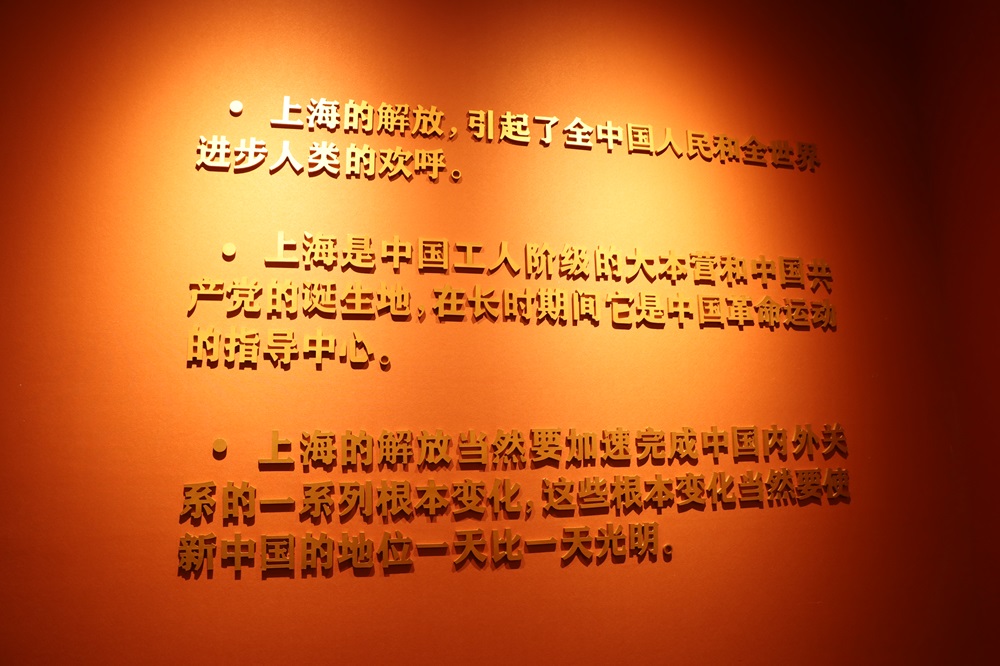 • 上海的解放，引起了全中国人民和全世界
进步人类的欢呼。
• 上海是中国工人阶级的大本营和中国共
产党的诞生地，在长时期间它是中国革命运动
的指导中心。
• 上海的解放当然要加速完成中国内外关
系的一系列根本变化，这些根本变化当然要使
新中国的地位一天比一天光明。